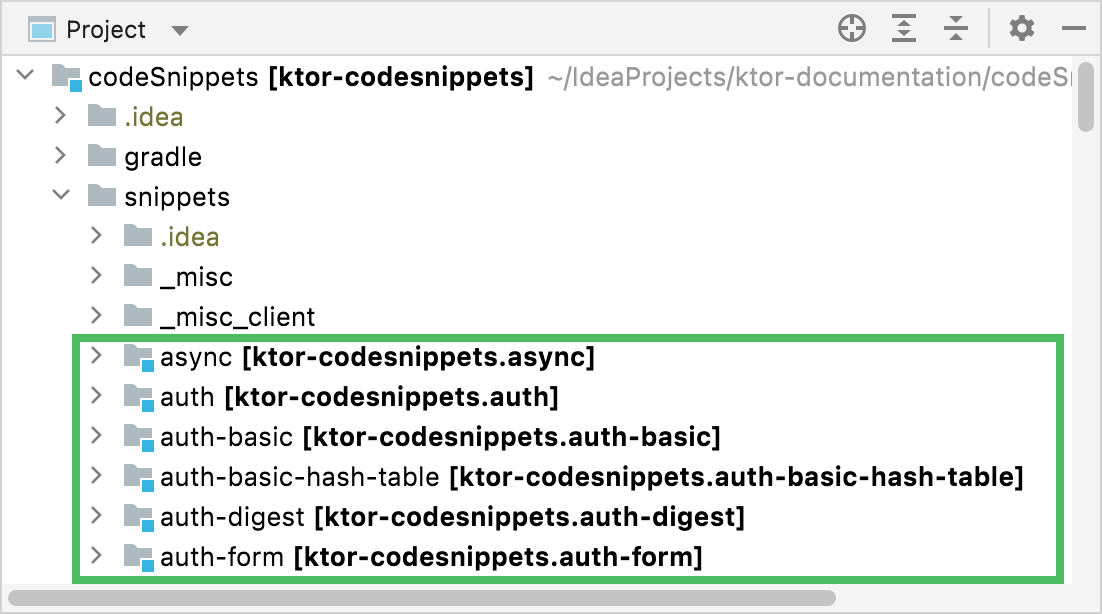 Project
codeSnippets [ktor-codesnippets] ~/IdeaProjects/ktor-documentation/codeSn
.idea
gradle
snippets
.idea
_misc
_misc_client
async [ktor-codesnippets.async]
auth [ktor-codesnippets.auth]
auth-basic [ktor-codesnippets.auth-basic]
auth-basic-hash-table [ktor-codesnippets.auth-basic-hash-table]
auth-digest [ktor-codesnippets.auth-digest]
auth-form [ktor-codesnippets.auth-form]